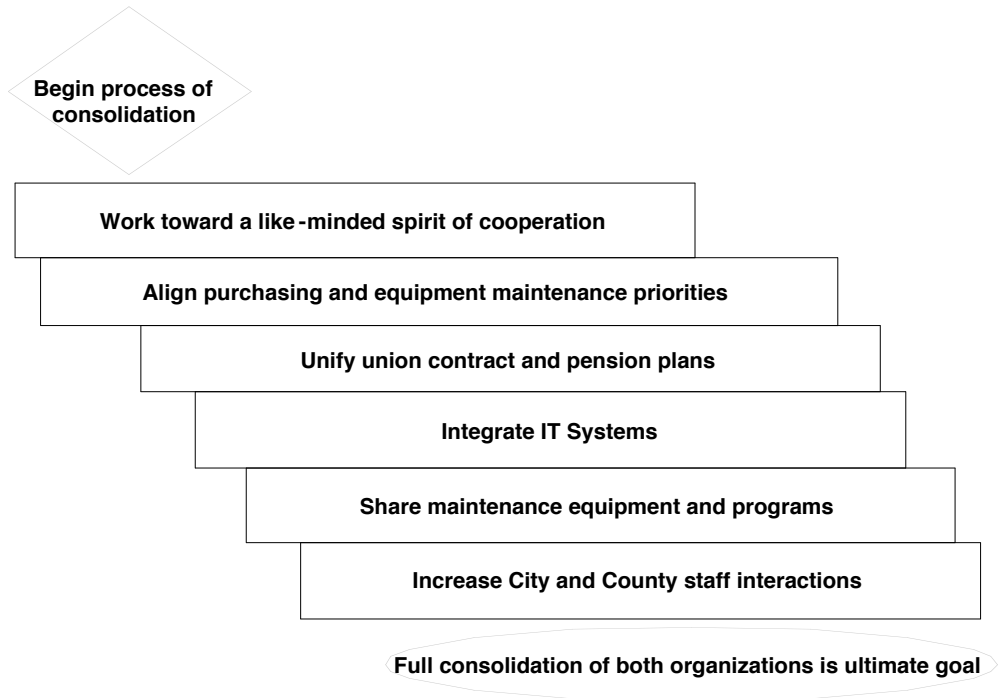 Begin process of
consolidation
Work toward a like-minded spirit of cooperation
Align purchasing and equipment maintenance priorities
Unify union contract and pension plans
Integrate IT Systems
Share maintenance equipment and programs
Increase City and County staff interactions
Full consolidation of both organizations is ultimate goal